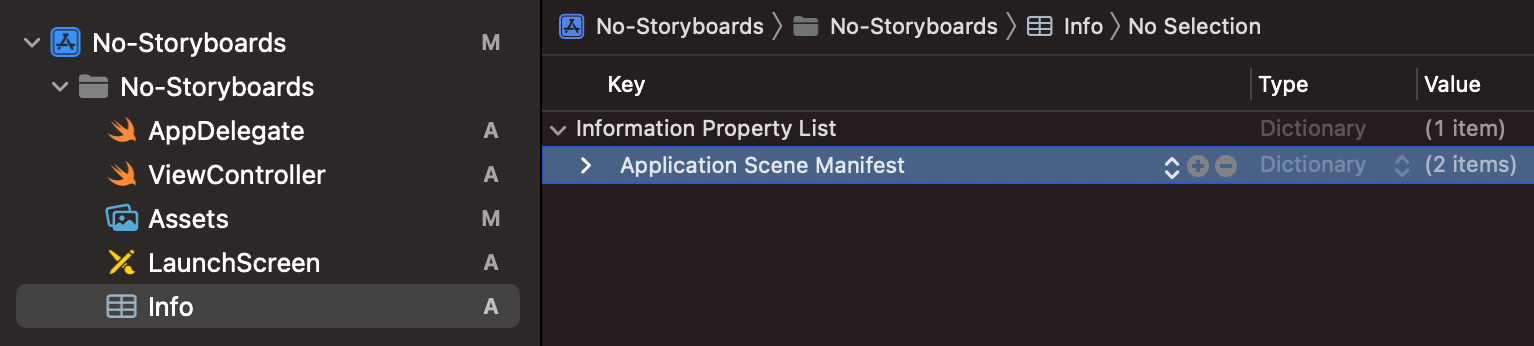 No-Storyboards M
No-Storyboards
AppDelegate A
ViewController A
Assets M
LaunchScreen A
Info A
No-Storyboards No-Storyboards Info No Selection
Key Type Value
Information Property List Dictionary (1 item)
Application Scene Manifest Dictionary (2 items)